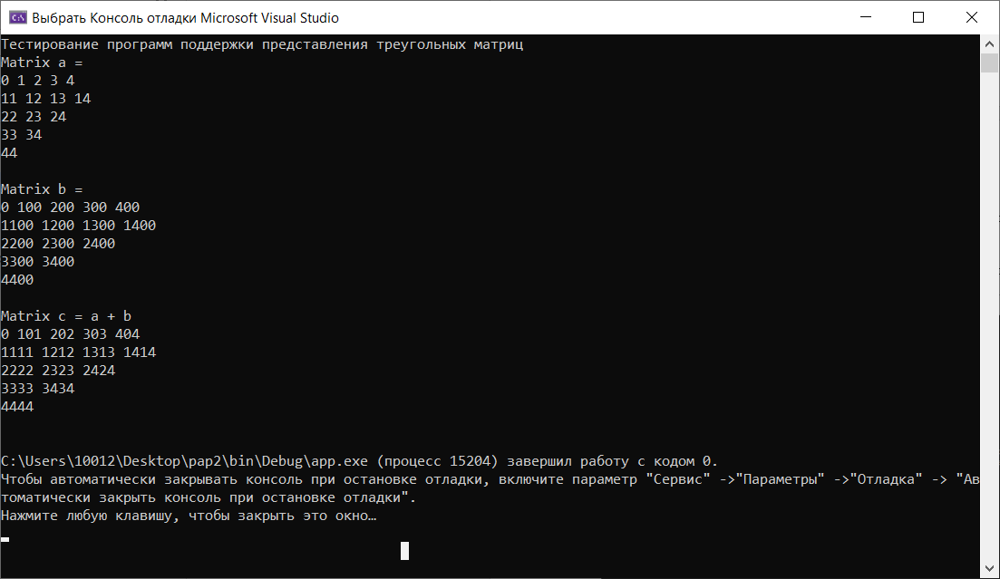 Выбрать Консоль отладки Microsoft Visual Studio
Тестирование программ поддержки представления треугольных матриц
Matrix a =
0 1 2 3 4
11 12 13 14
22 23 24
33 34
44
Matrix b =
0 100 200 300 400
1100 1200 1300 1400
2200 2300 2400
3300 3400
4400
Matrix c = a + b
0 101 202 303 404
1111 1212 1313 1414
2222 2323 2424
3333 3434
4444
C:\Users\10012\Desktop\pap2\bin\Debug\app.exe (процесс 15204) завершил работу с кодом 0.
Чтобы автоматически закрывать консоль при остановке отладки, включите параметр "Сервис" ->"Параметры" ->"Отладка" -> "Ав
томатически закрыть консоль при остановке отладки".
Нажмите любую клавишу, чтобы закрыть это окно…